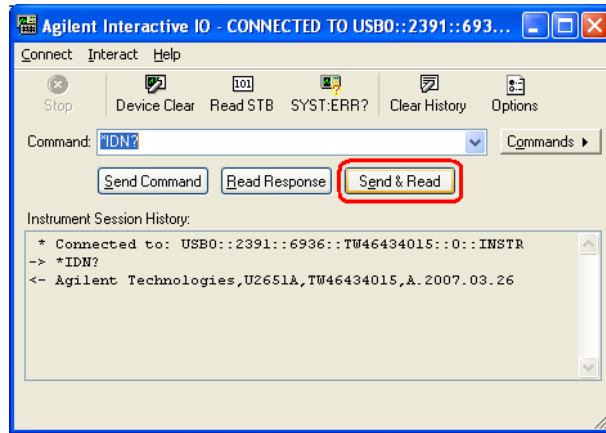 Agilent Interactive IO - CONNECTED TO USB0::2391::693...
Connect Interact Help
Stop Device Clear Read STB SYST:ERR? Clear History Options
Command: *IDN? Commands
Send Command Read Response Send & Read
Instrument Session History:
* Connected to: USB0::2391::6936::TW46434015::0::INSTR
-> *IDN?
<- Agilent Technologies,U2651A,TW46434015,A.2007.03.26